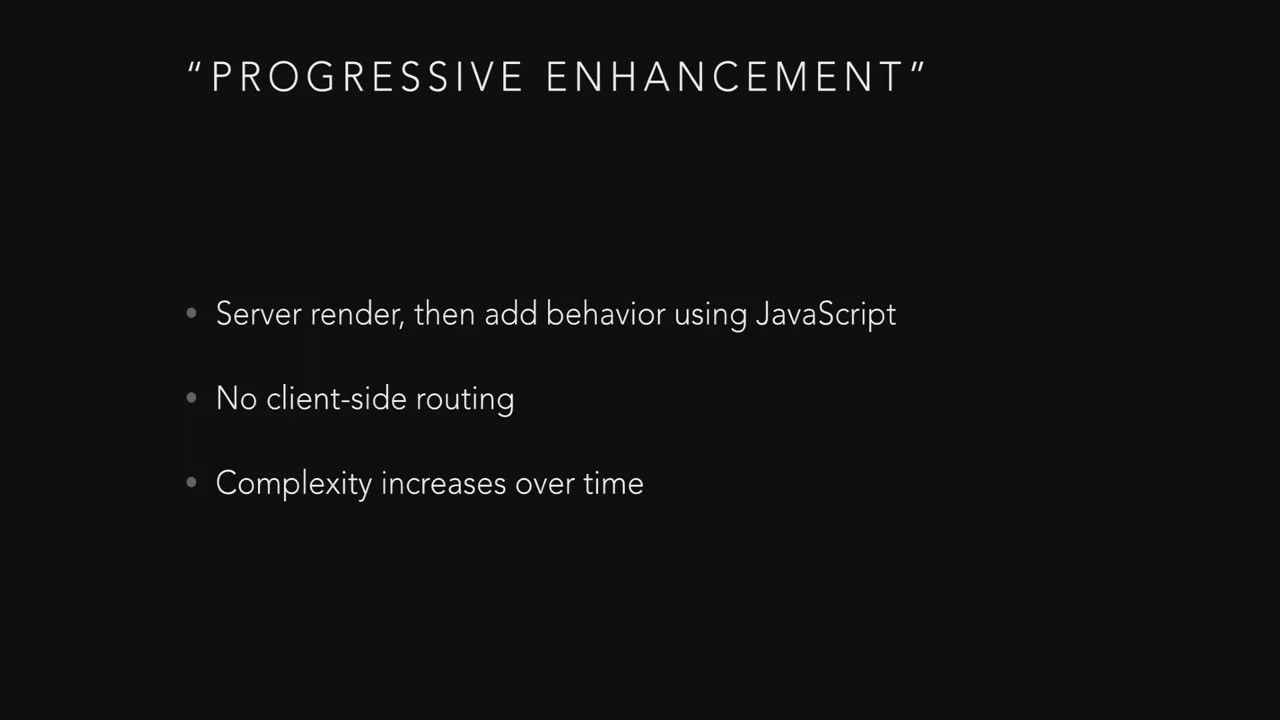 “PROGRESSIVE ENHANCEMENT”
• Server render, then add behavior using JavaScript
• No client-side routing
• Complexity increases over time